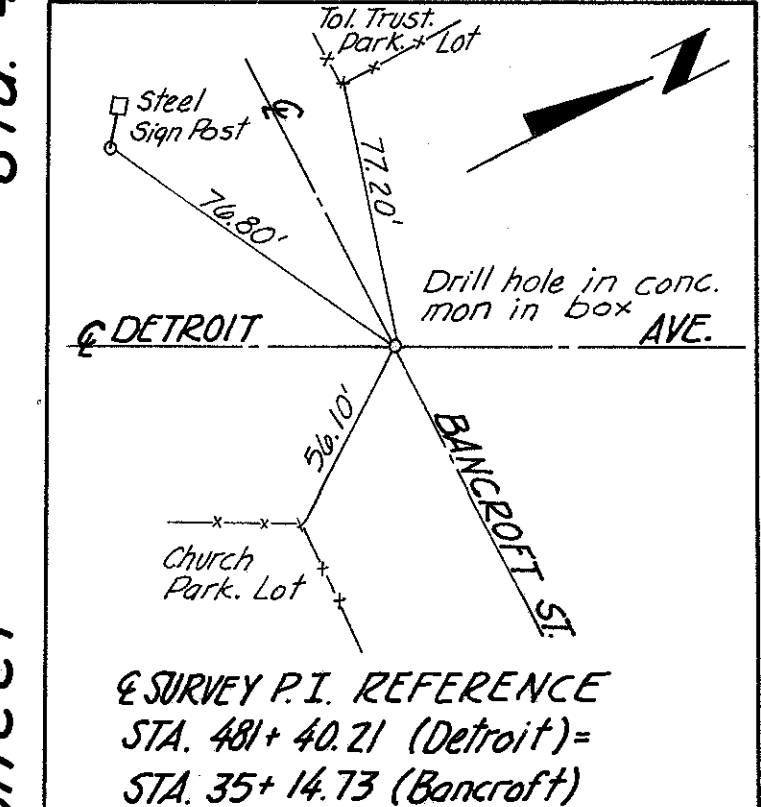 Tol. Trust.
Park. Lot
N
Steel
Sign Post
℄
77.20'
76.80'
Drill hole in conc.
mon in box
℄ DETROIT AVE.
56.10'
BANCROFT ST.
Church
Park. Lot
℄ SURVEY P.I. REFERENCE
STA. 481+ 40.21 (Detroit)=
STA. 35+ 14.73 (Bancroft)